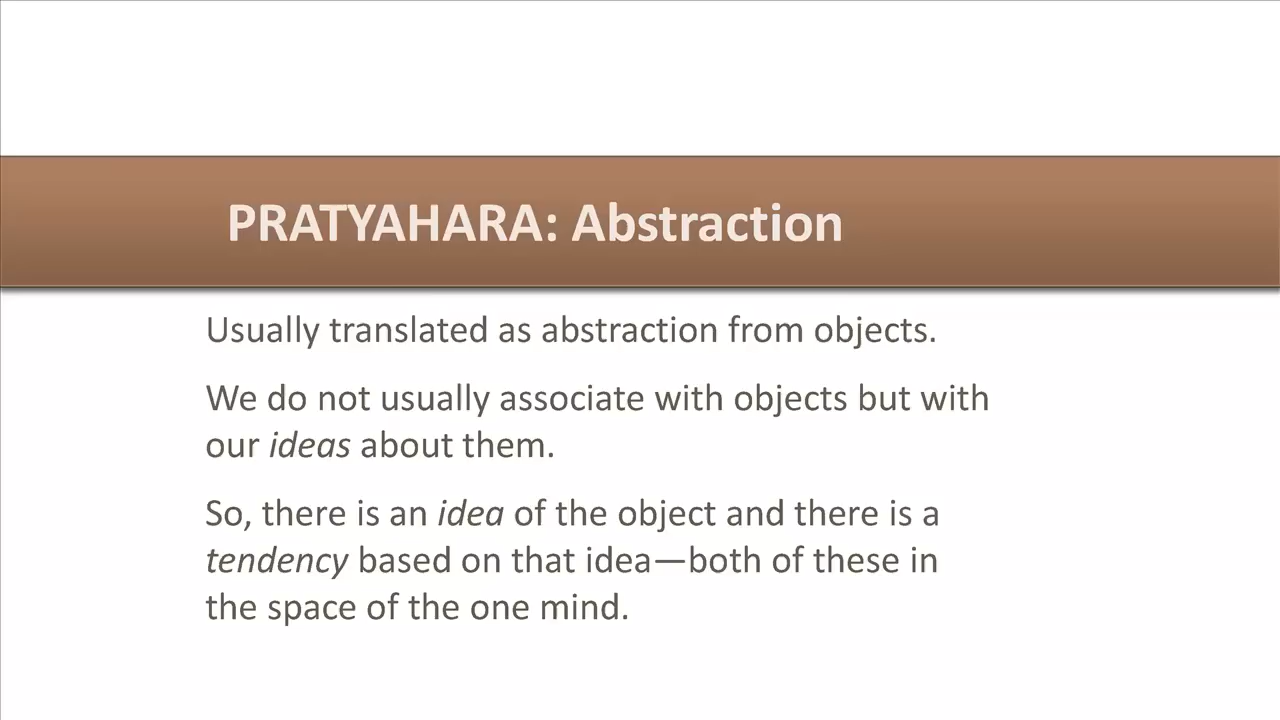 PRATYAHARA: Abstraction
Usually translated as abstraction from objects.
We do not usually associate with objects but with
our ideas about them.
So, there is an idea of the object and there is a
tendency based on that idea—both of these in
the space of the one mind.